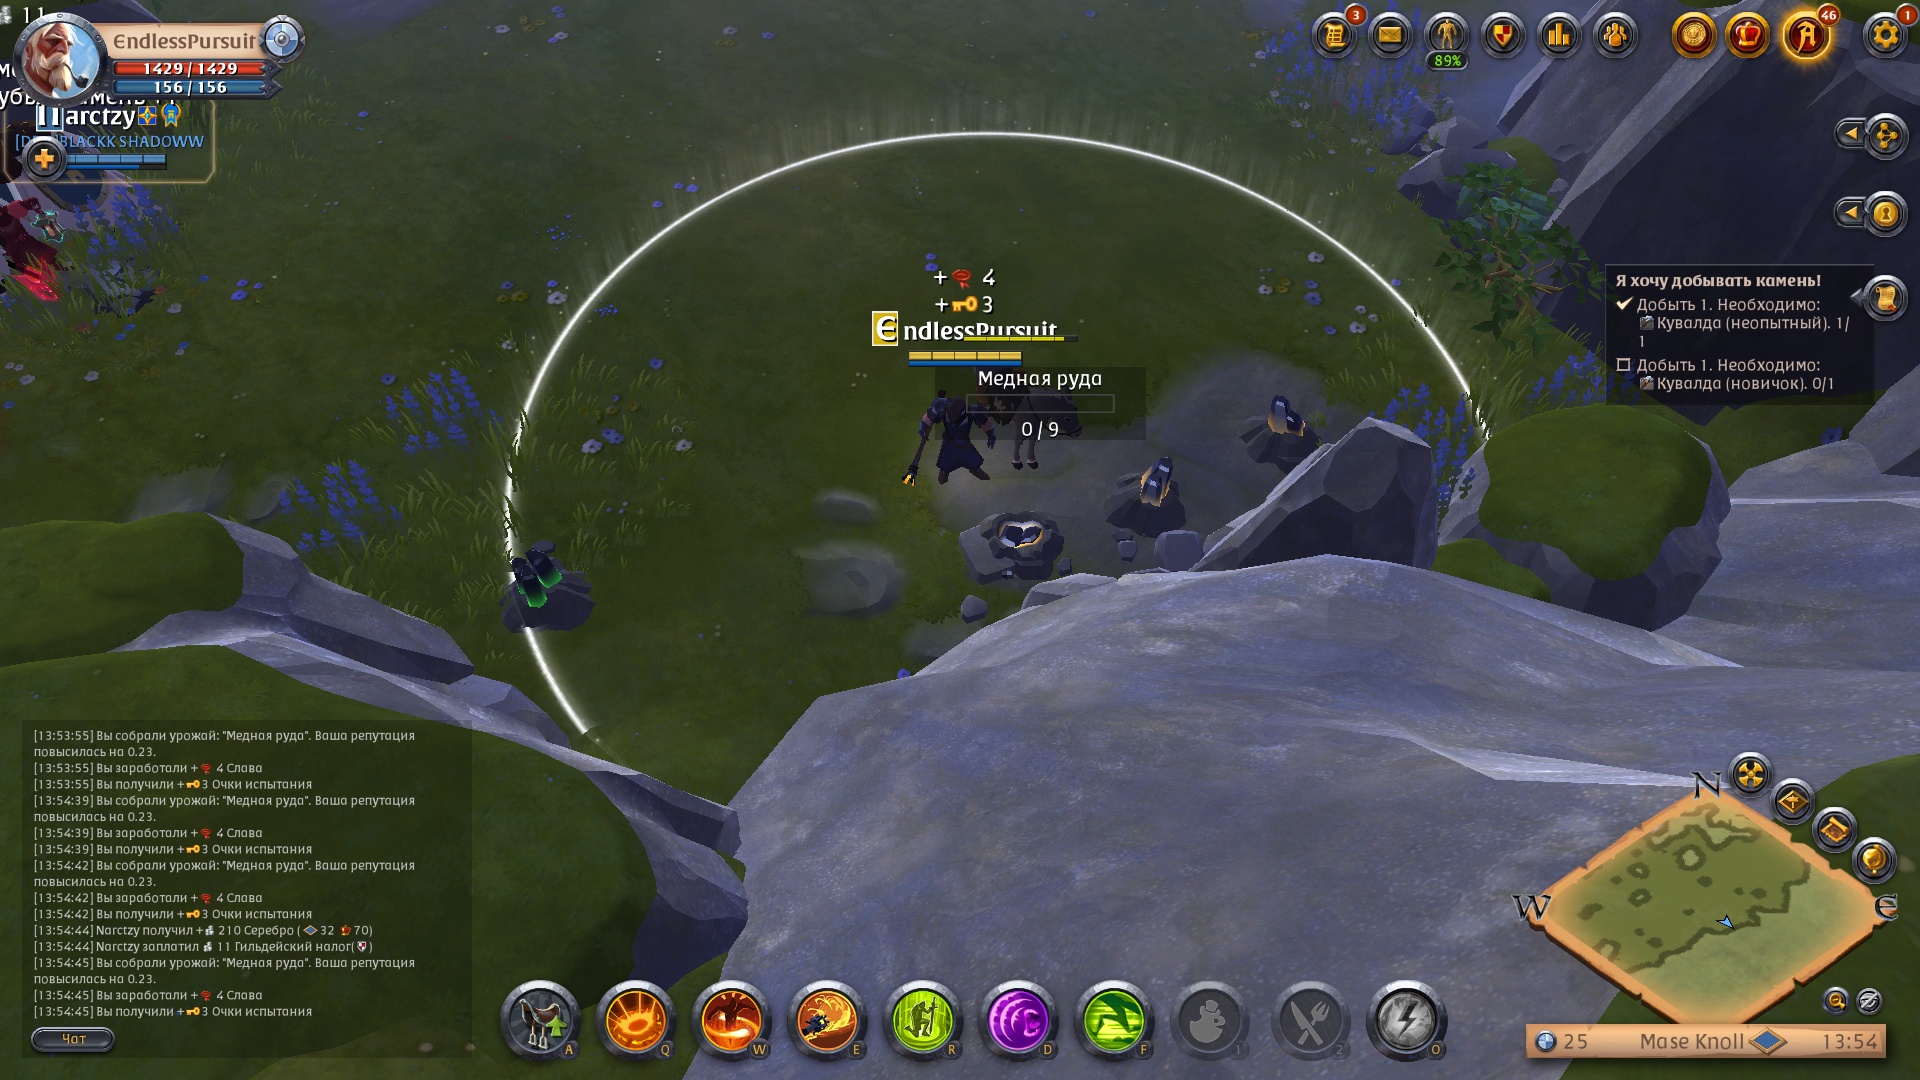 11
EndlessPursuit
1429 / 1429
156 / 156
arctzy
BLACKK SHADOWW
3
89%
46
1
+ 4
+ 3
EndlessPursuit
Медная руда
0 / 9
Я хочу добывать камень!
Добыть 1. Необходимо:
Кувалда (неопытный). 1/
1
Добыть 1. Необходимо:
Кувалда (новичок). 0/1
[13:53:55] Вы собрали урожай: "Медная руда". Ваша репутация
повысилась на 0.23.
[13:53:55] Вы заработали + 4 Слава
[13:53:55] Вы получили + 3 Очки испытания
[13:54:39] Вы собрали урожай: "Медная руда". Ваша репутация
повысилась на 0.23.
[13:54:39] Вы заработали + 4 Слава
[13:54:39] Вы получили + 3 Очки испытания
[13:54:42] Вы собрали урожай: "Медная руда". Ваша репутация
повысилась на 0.23.
[13:54:42] Вы заработали + 4 Слава
[13:54:42] Вы получили + 3 Очки испытания
[13:54:44] Narctzy получил + 210 Серебро ( 32 70)
[13:54:44] Narctzy заплатил 11 Гильдейский налог( )
[13:54:45] Вы собрали урожай: "Медная руда". Ваша репутация
повысилась на 0.23.
[13:54:45] Вы заработали + 4 Слава
[13:54:45] Вы получили + 3 Очки испытания
Чат
A Q W E R D F 1 2 O
N
W
E
25 Mase Knoll 13:54